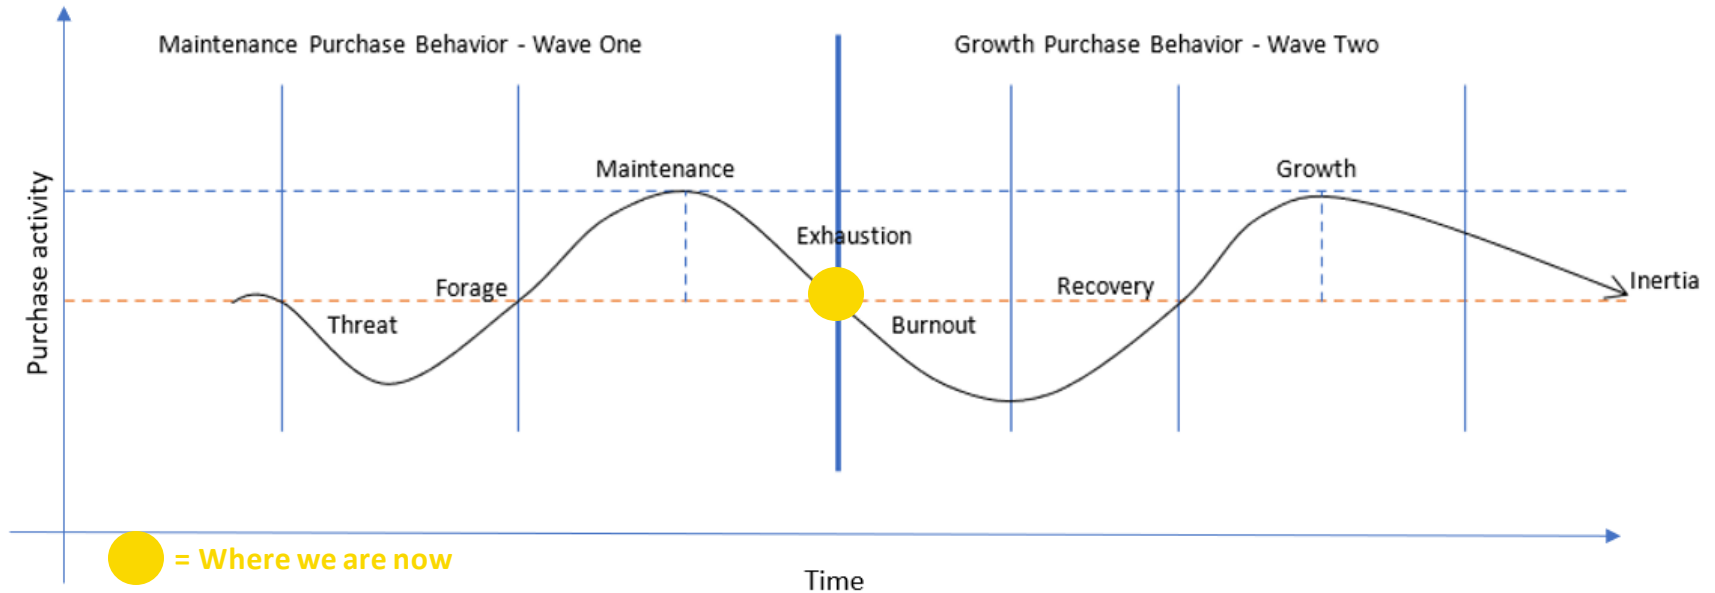 Maintenance Purchase Behavior - Wave One
Growth Purchase Behavior - Wave Two
Maintenance
Growth
Exhaustion
Forage
Recovery
Inertia
Threat
Burnout
Purchase activity
= Where we are now
Time